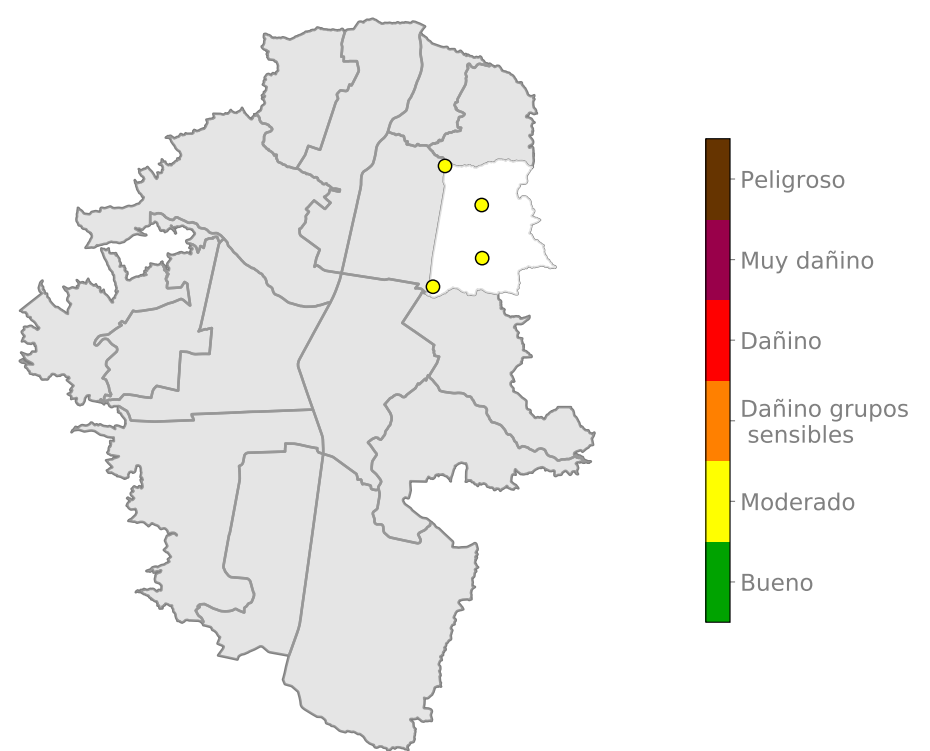 Peligroso
Muy dañino
Dañino
Dañino grupos
sensibles
Moderado
Bueno